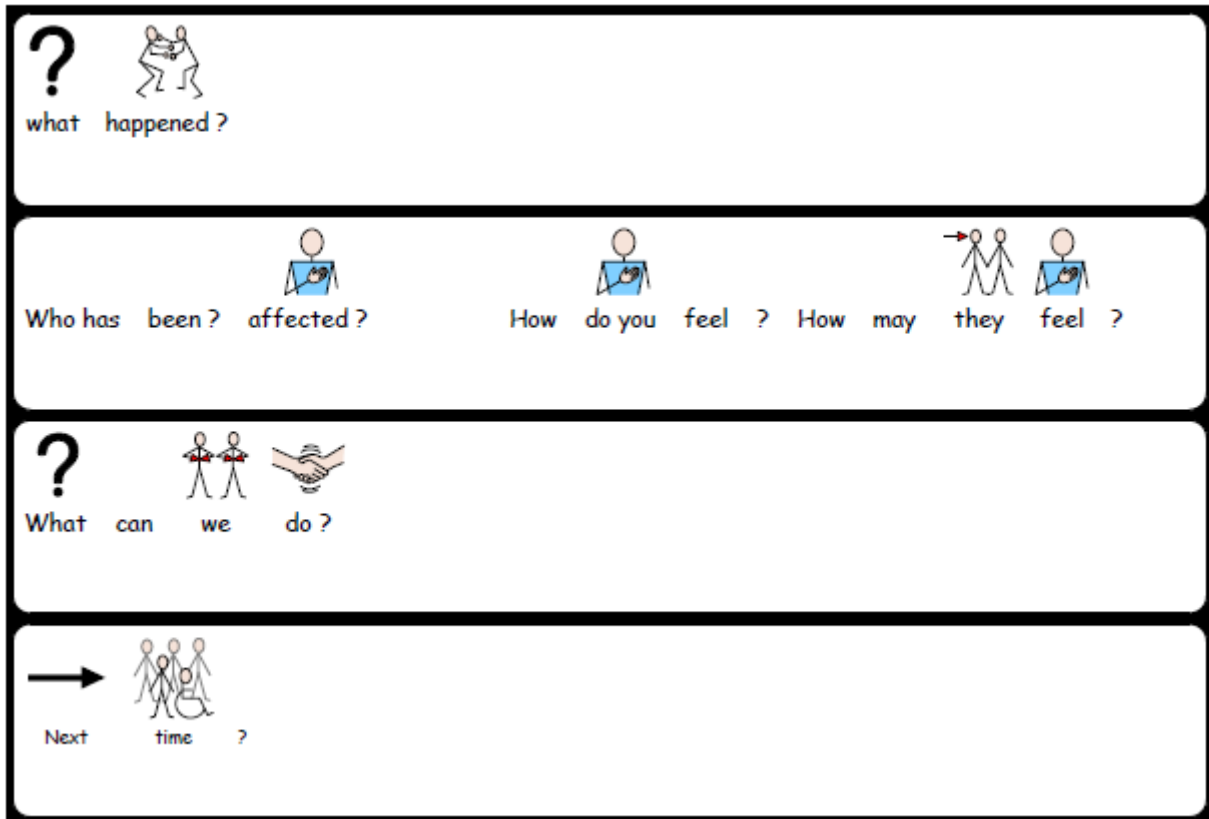 ?
what happened ?
Who has been ? affected ? How do you feel ? How may they feel ?
?
What can we do ?
Next time ?